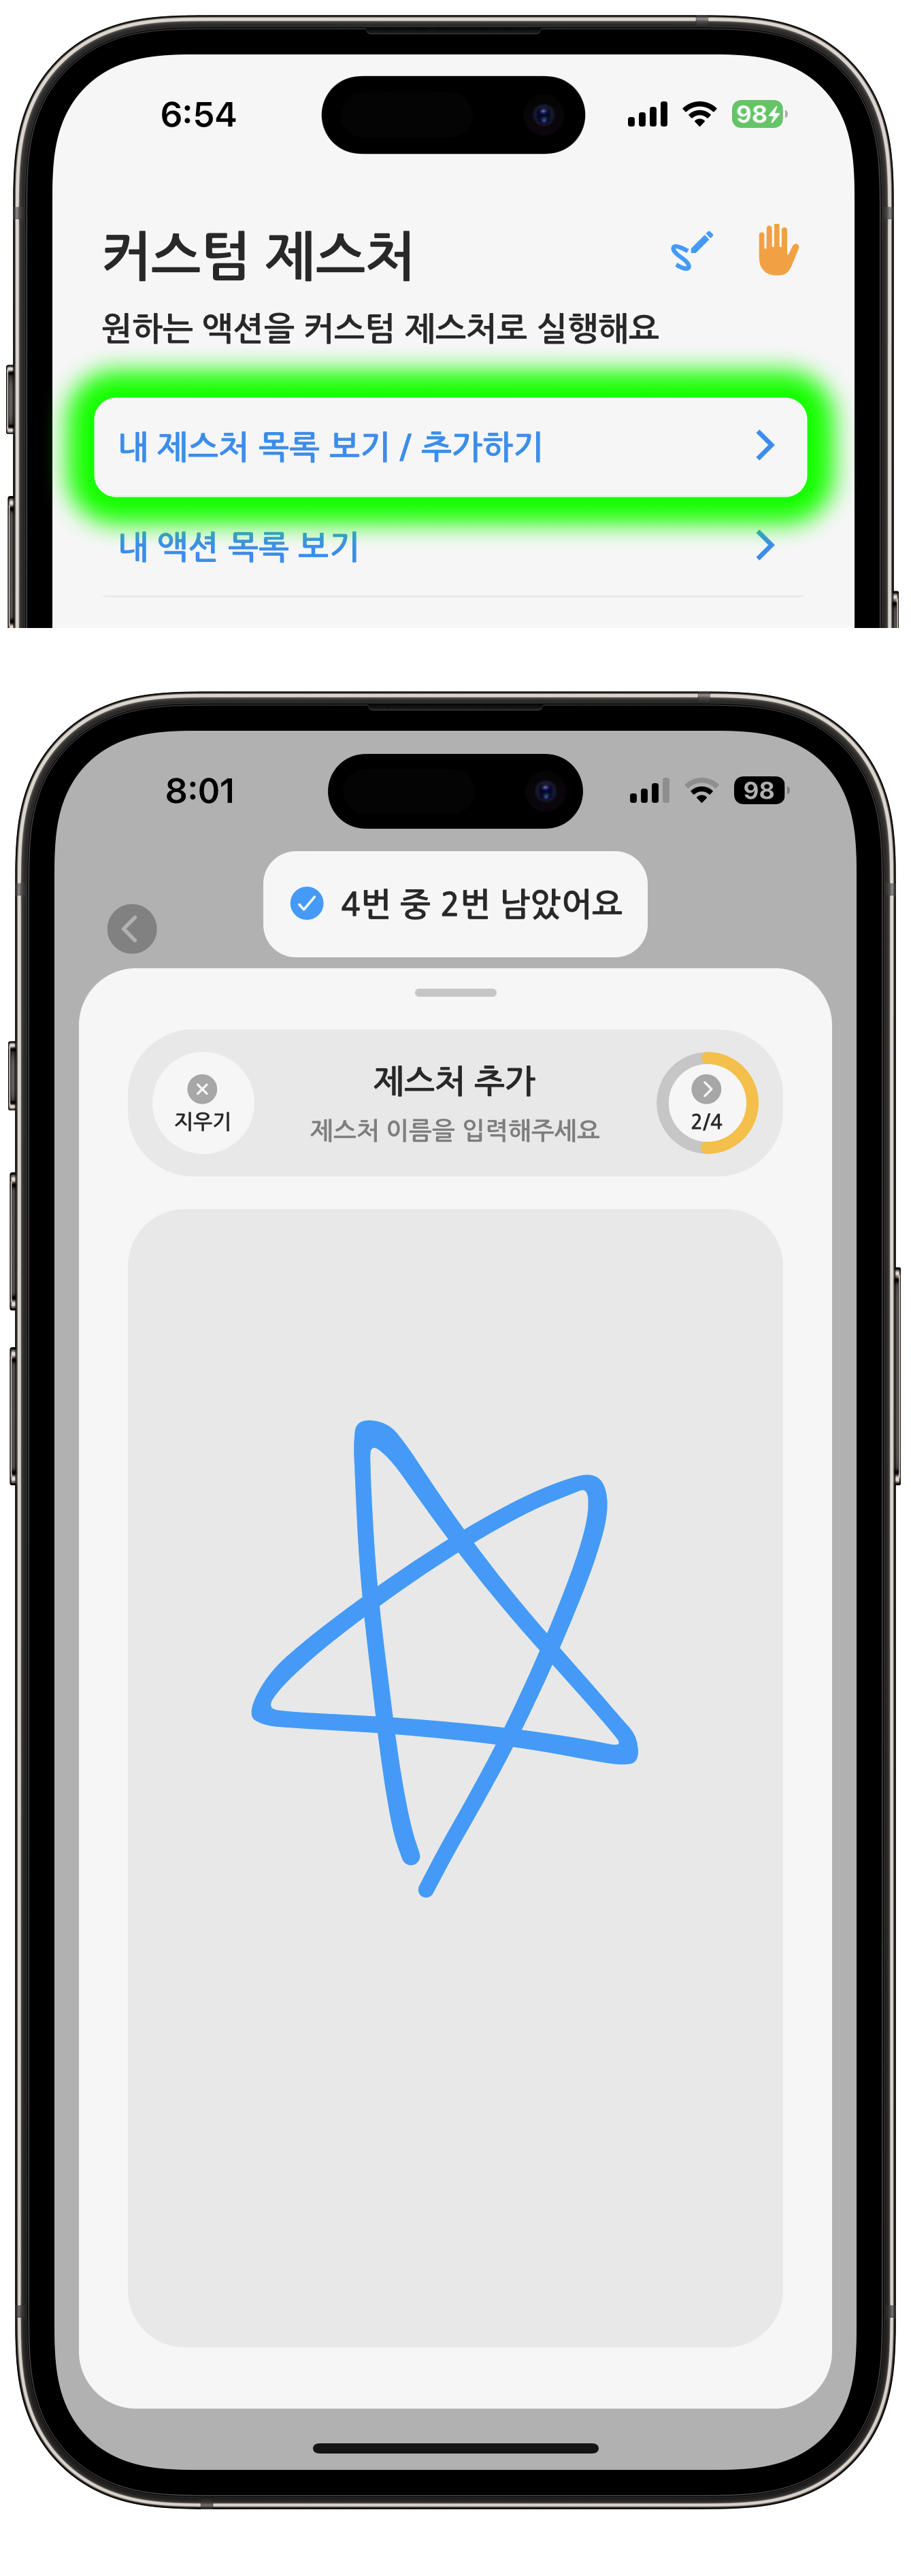 6:54
98
커스텀 제스처
원하는 액션을 커스텀 제스처로 실행해요
내 제스처 목록 보기 / 추가하기
내 액션 목록 보기
8:01
98
4번 중 2번 남았어요
제스처 추가
지우기
제스처 이름을 입력해주세요
2/4